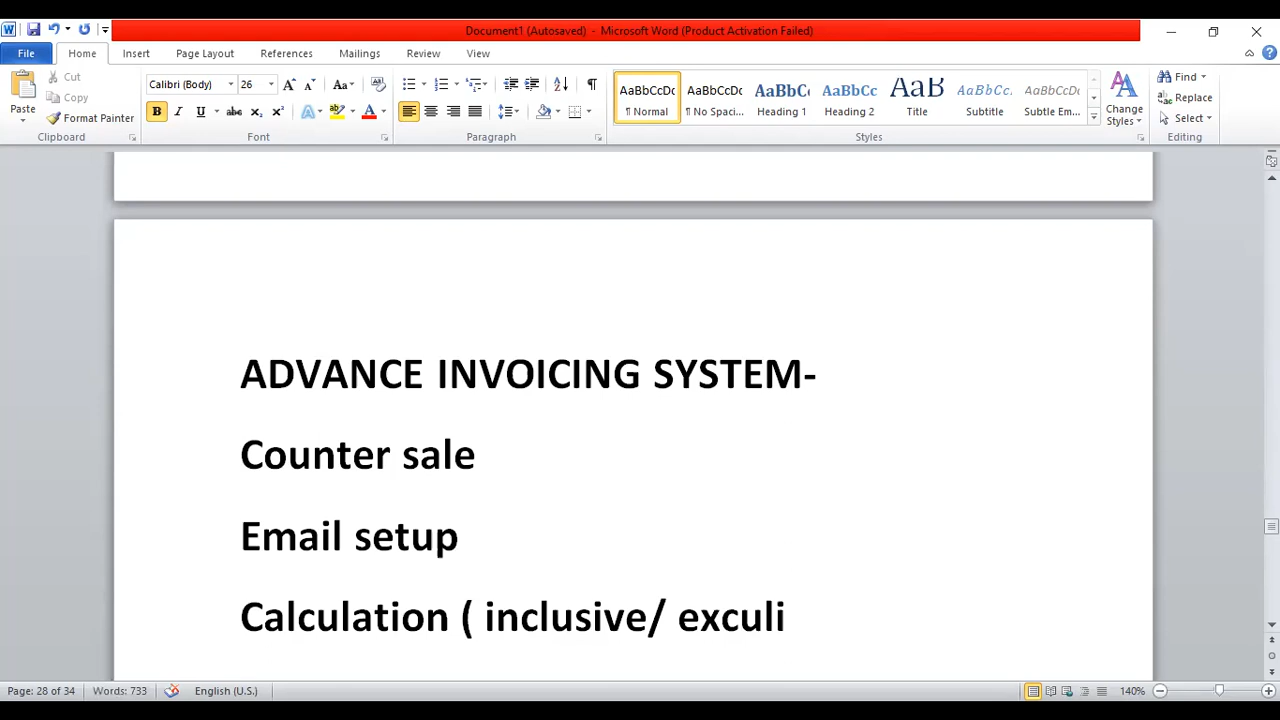 Document1 (Autosaved) - Microsoft Word (Product Activation Failed)
File Home Insert Page Layout References Mailings Review View
Paste
Cut
Copy
Format Painter
Clipboard
Calibri (Body) 26
Font
Paragraph
AaBbCcDc AaBbCcDc AaBbCc AaBbCc AaB AaBbCcDc AaBbCcDc
¶ Normal ¶ No Spaci... Heading 1 Heading 2 Title Subtitle Subtle Em...
Change Styles
Styles
Find
Replace
Select
Editing
ADVANCE INVOICING SYSTEM-
Counter sale
Email setup
Calculation ( inclusive/ exculi
Page: 28 of 34 Words: 733 English (U.S.) 140%